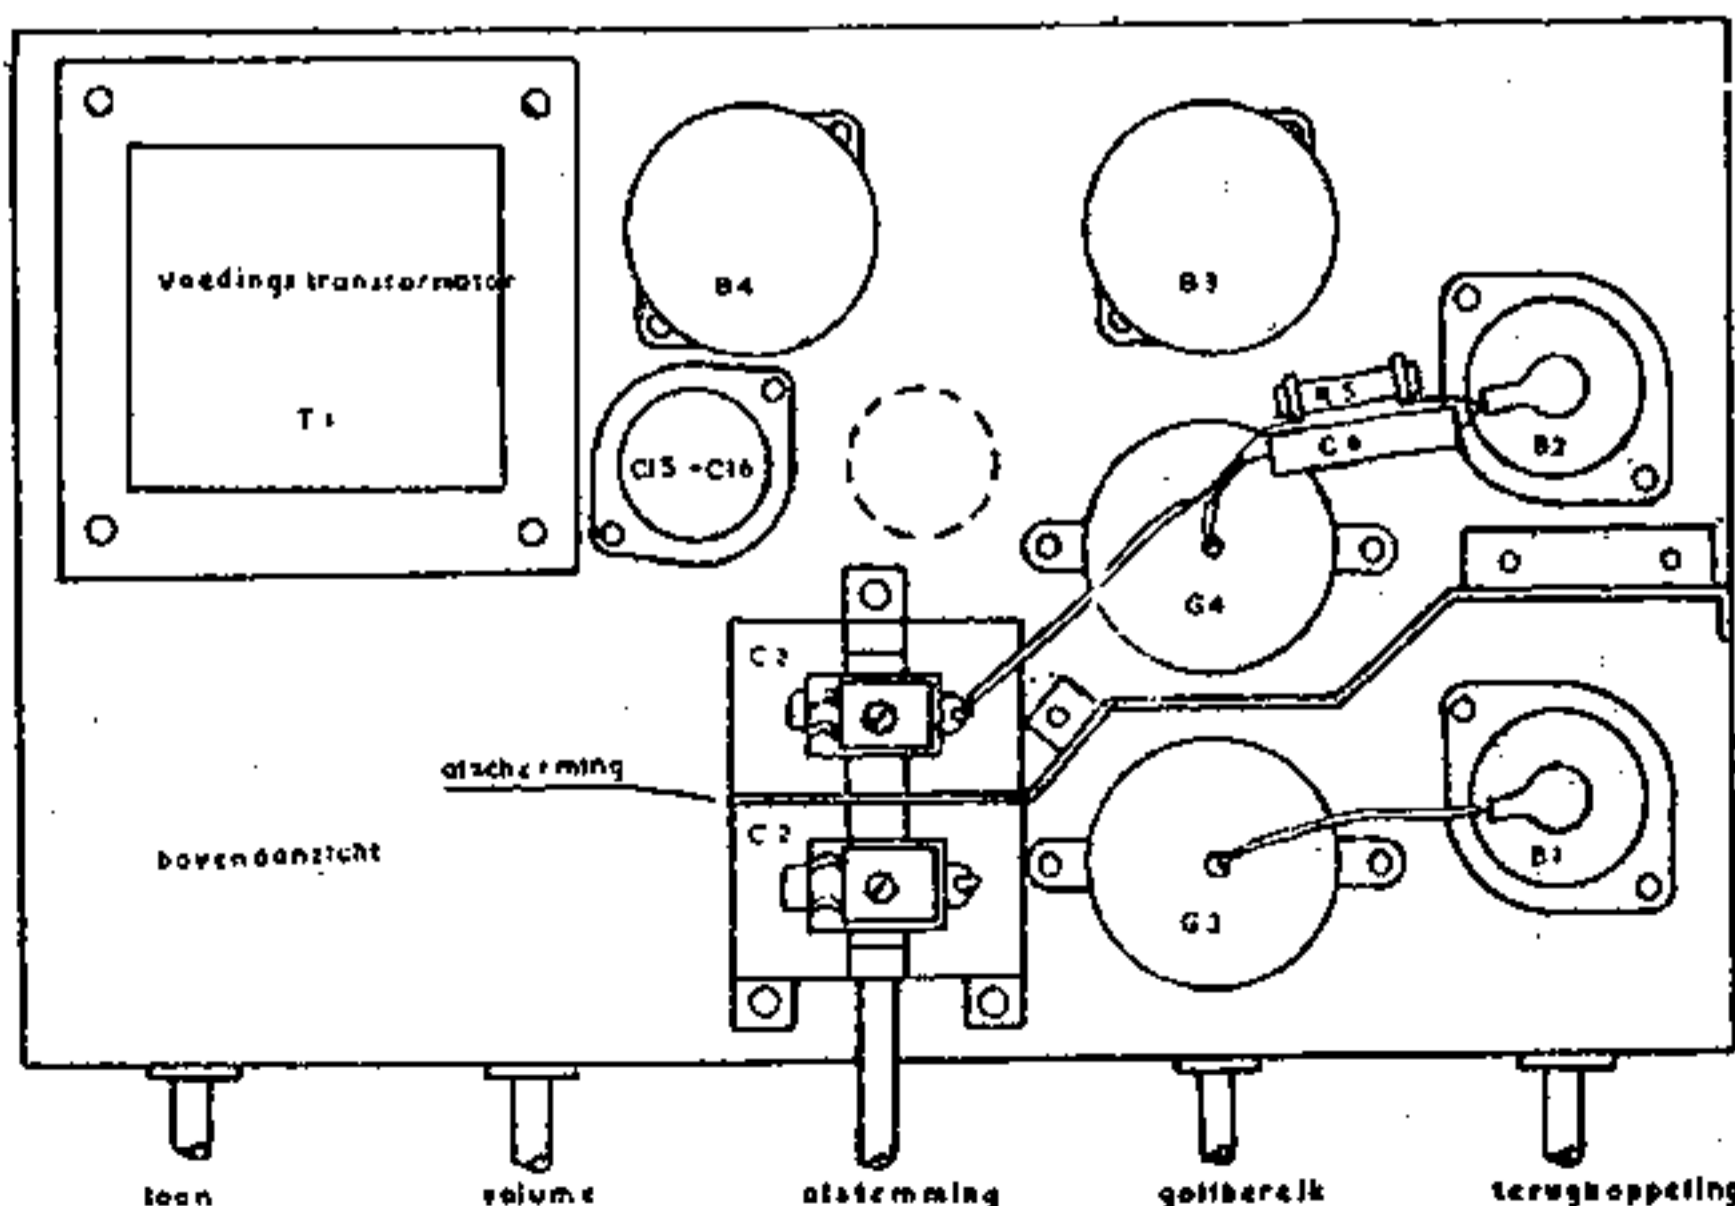 B4
B3
Voedingstransformator
T1
C15-C16
R5
C8
B2
G4
C2
afscherming
C2
bovenaanzicht
B1
G3
toon
volume
afstemming
golfbereik
terugkoppeling